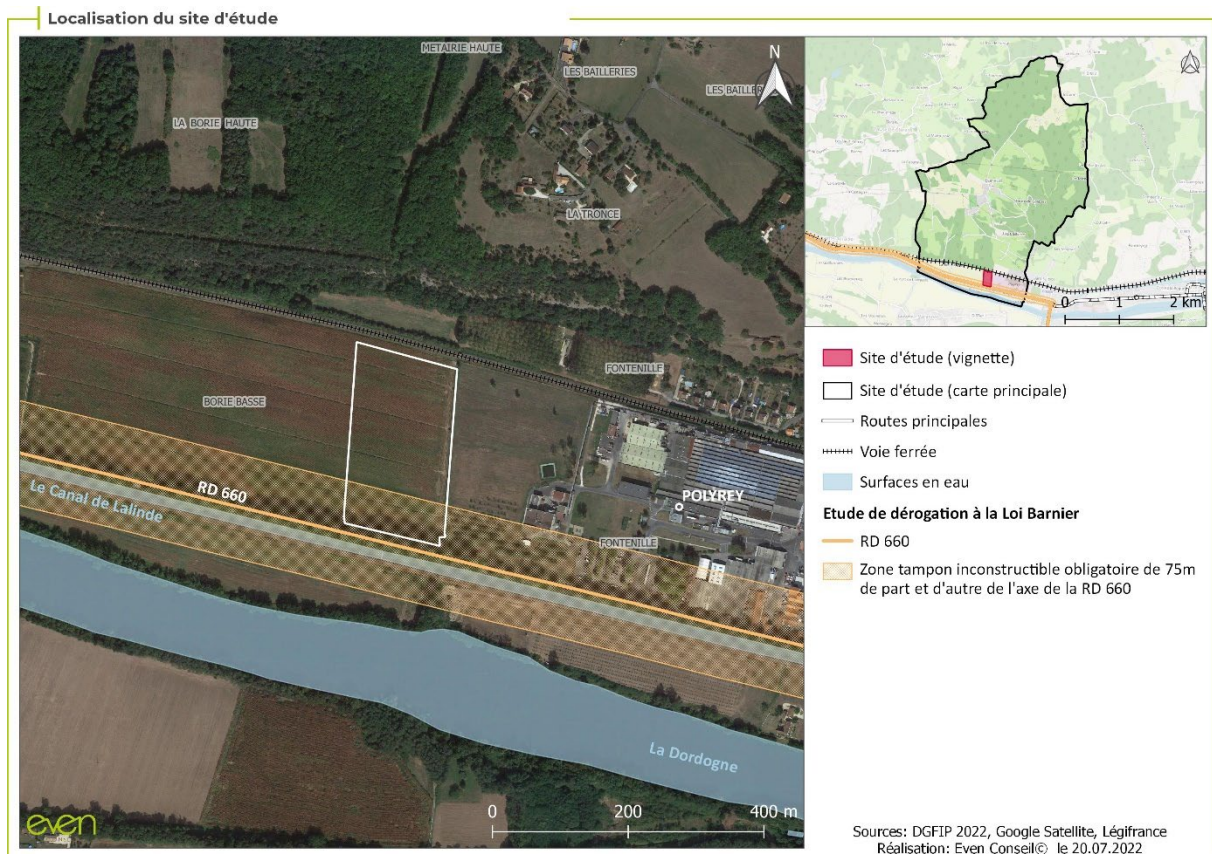 Localisation du site d'étude
METAIRIE HAUTE
LES BAILLERIES
N
LES BAILLER
LA BORIE HAUTE
LA TRONCE
FONTENILLE
BORIE BASSE
POLYREY
RD 660
Le Canal de Lalinde
FONTENILLE
La Dordogne
0 200 400 m
even
0 1 2 km
Site d'étude (vignette)
Site d'étude (carte principale)
Routes principales
Voie ferrée
Surfaces en eau
Etude de dérogation à la Loi Barnier
RD 660
Zone tampon inconstructible obligatoire de 75m
de part et d'autre de l'axe de la RD 660
Sources: DGFIP 2022, Google Satellite, Légifrance
Réalisation: Even Conseil© le 20.07.2022